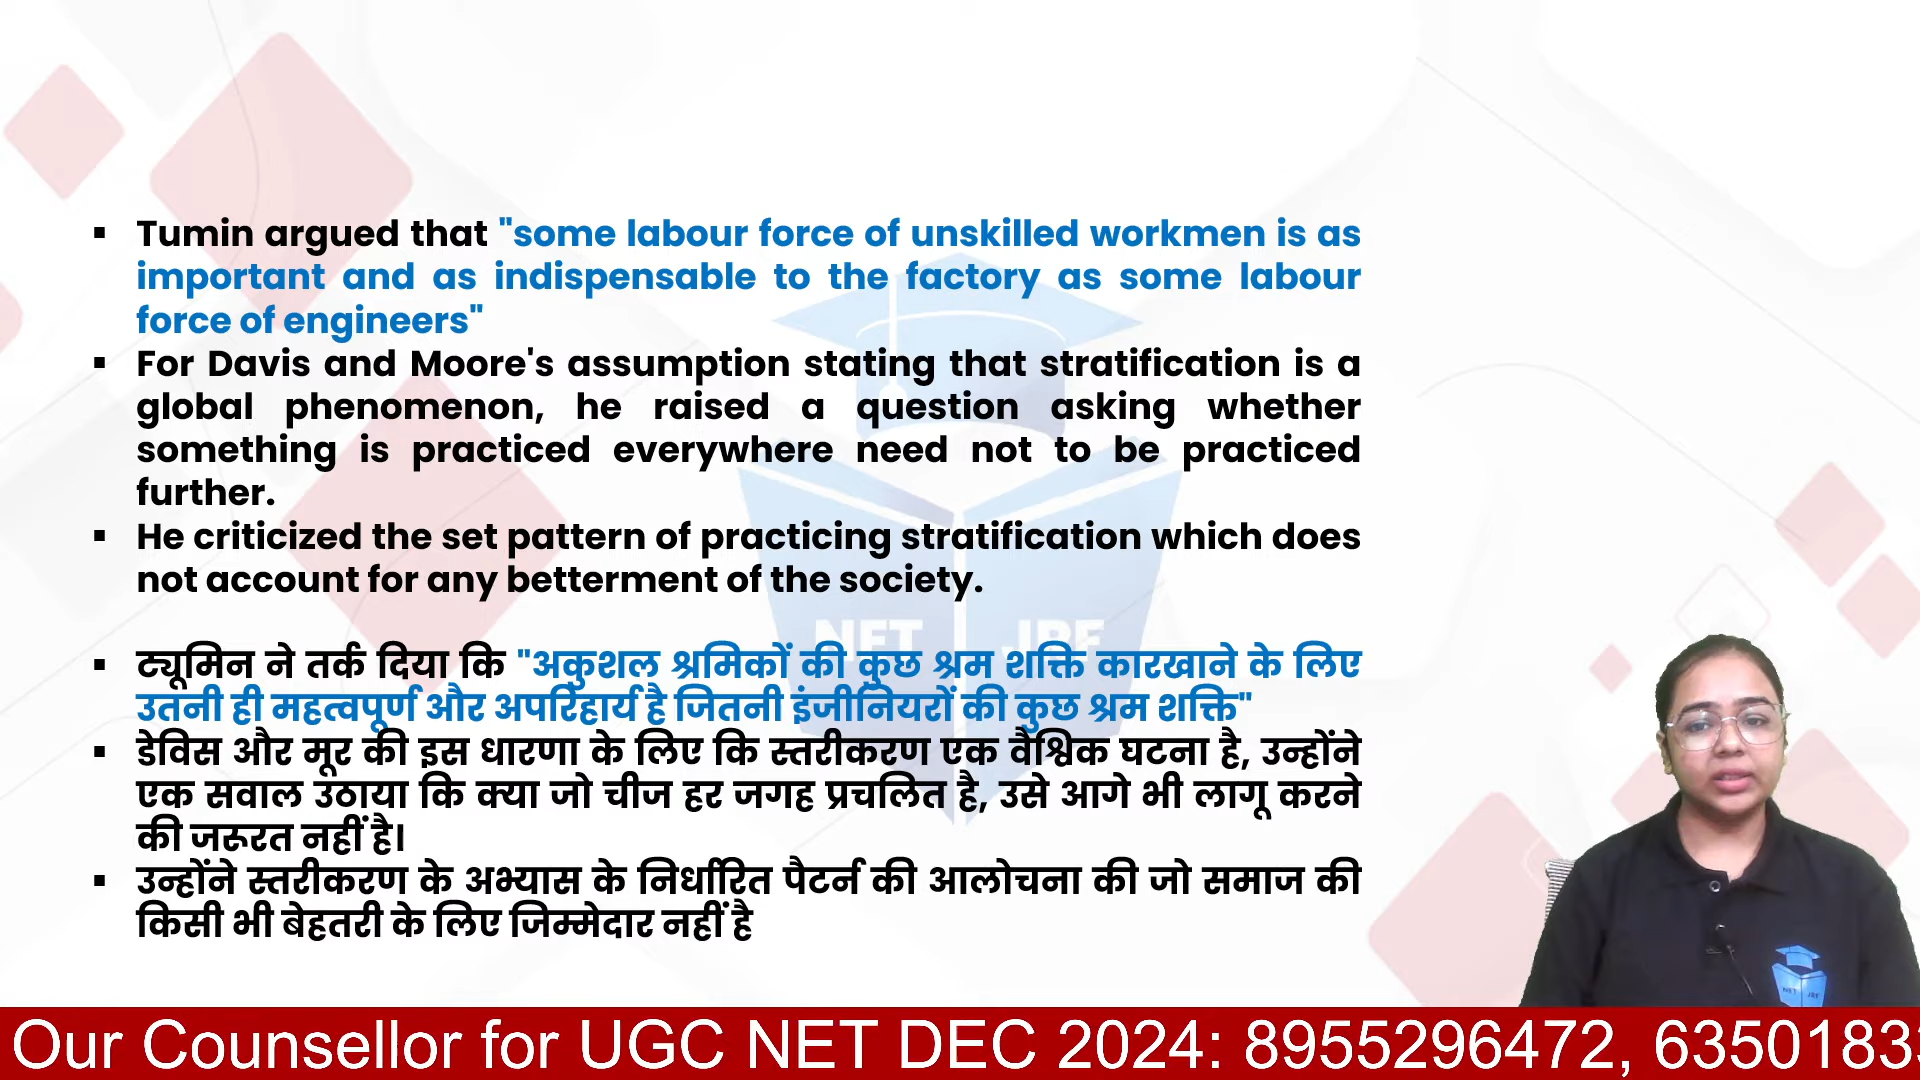 ▪ Tumin argued that "some labour force of unskilled workmen is as
important and as indispensable to the factory as some labour
force of engineers"
▪ For Davis and Moore's assumption stating that stratification is a
global phenomenon, he raised a question asking whether
something is practiced everywhere need not to be practiced
further.
▪ He criticized the set pattern of practicing stratification which does
not account for any betterment of the society.
NET JRF
▪ ट्यूमिन ने तर्क दिया कि "अकुशल श्रमिकों की कुछ श्रम शक्ति कारखाने के लिए
उतनी ही महत्वपूर्ण और अपरिहार्य है जितनी इंजीनियरों की कुछ श्रम शक्ति"
▪ डेविस और मूर की इस धारणा के लिए कि स्तरीकरण एक वैश्विक घटना है, उन्होंने
एक सवाल उठाया कि क्या जो चीज हर जगह प्रचलित है, उसे आगे भी लागू करने
की जरूरत नहीं है।
▪ उन्होंने स्तरीकरण के अभ्यास के निर्धारित पैटर्न की आलोचना की जो समाज की
किसी भी बेहतरी के लिए जिम्मेदार नहीं है
NET JRF
Our Counsellor for UGC NET DEC 2024: 8955296472, 6350183